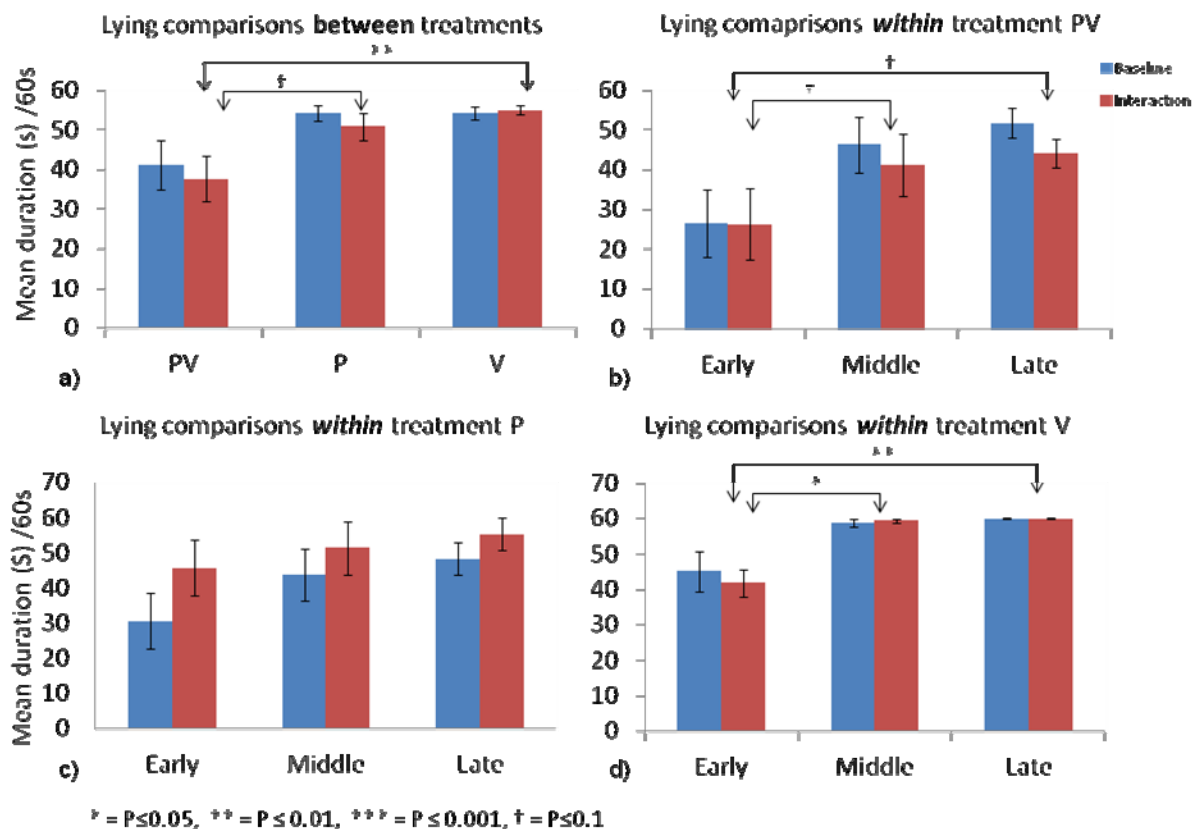 Lying comparisons between treatments
**
‡
60
50
40
30
20
10
0
Mean duration (s) /60s
PV P V
a)
Lying comaprisons within treatment PV
†
Baseline
Interaction
60
50
40
30
20
10
0
Early Middle Late
b)
Lying comparisons within treatment P
70
60
50
40
30
20
10
0
Mean duration (S) /60s
Early Middle Late
c)
Lying comparisons within treatment V
**
*
70
60
50
40
30
20
10
0
Early Middle Late
d)
* = P≤0.05, ** = P ≤ 0.01, *** = P ≤ 0.001, † = P≤0.1